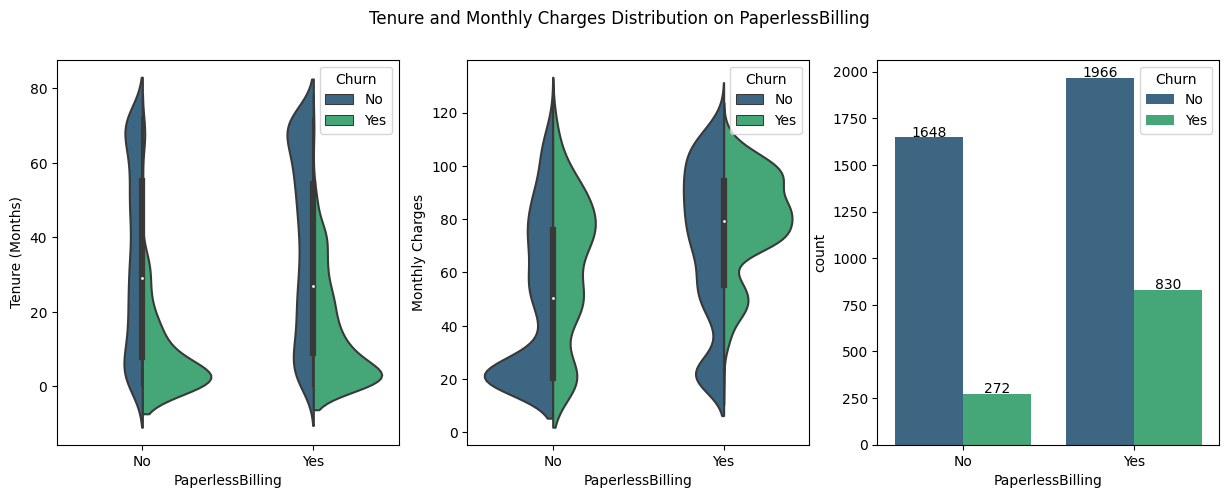 Tenure and Monthly Charges Distribution on PaperlessBilling
Tenure (Months)
80
60
40
20
0
Churn
No
Yes
No
Yes
PaperlessBilling
Monthly Charges
120
100
80
60
40
20
0
Churn
No
Yes
No
Yes
PaperlessBilling
count
2000
1750
1500
1250
1000
750
500
250
0
1648
272
1966
830
Churn
No
Yes
No
Yes
PaperlessBilling